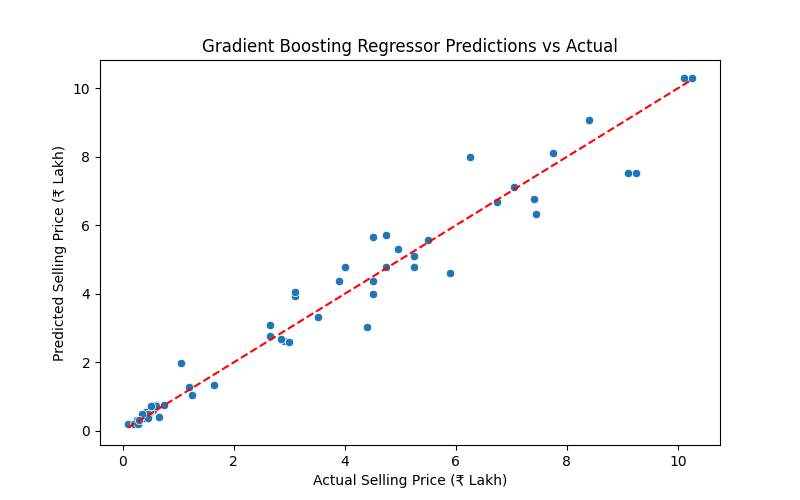 Gradient Boosting Regressor Predictions vs Actual
Predicted Selling Price (₹ Lakh)
10
8
6
4
2
0
0 2 4 6 8 10
Actual Selling Price (₹ Lakh)